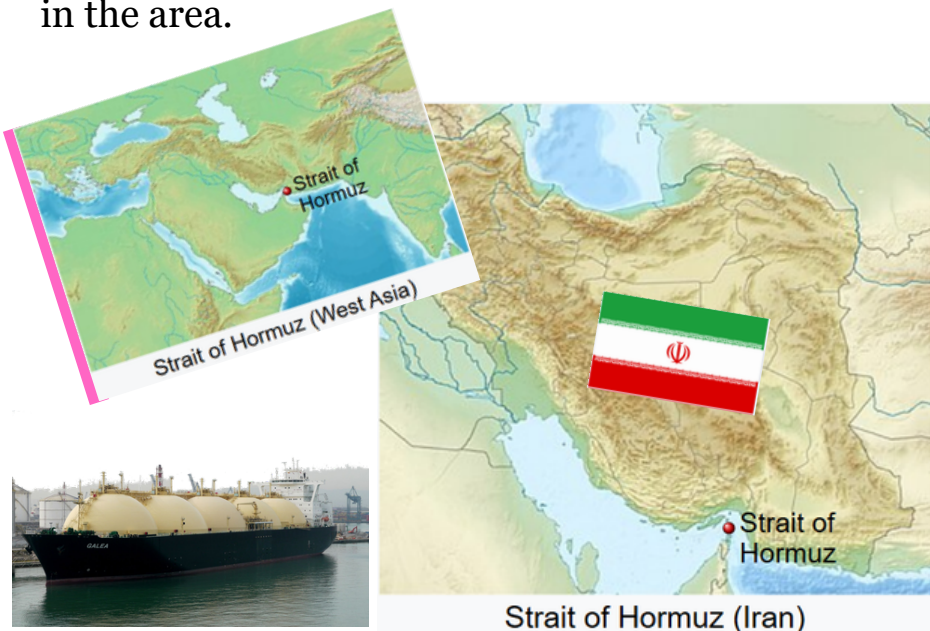 in the area.
Strait of
Hormuz
Strait of Hormuz (West Asia)
GALEA
Strait of
Hormuz
Strait of Hormuz (Iran)